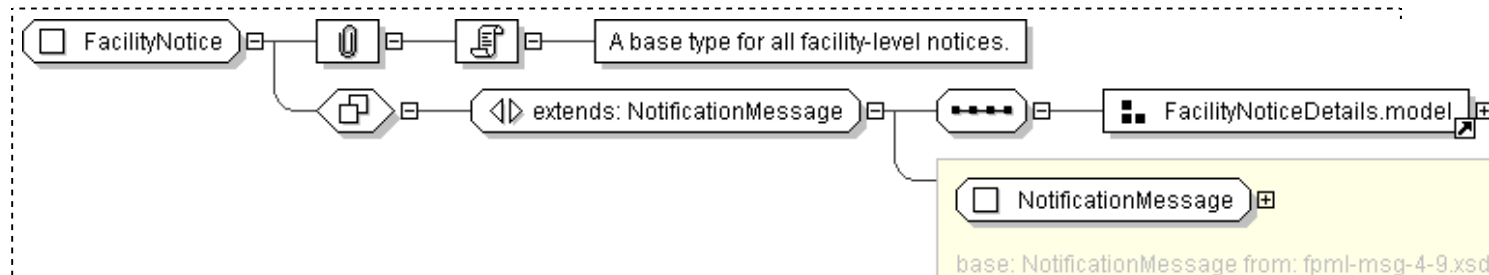 FacilityNotice
A base type for all facility-level notices.
extends: NotificationMessage
FacilityNoticeDetails.model
NotificationMessage
base: NotificationMessage from: fpml-msg-4-9.xsd